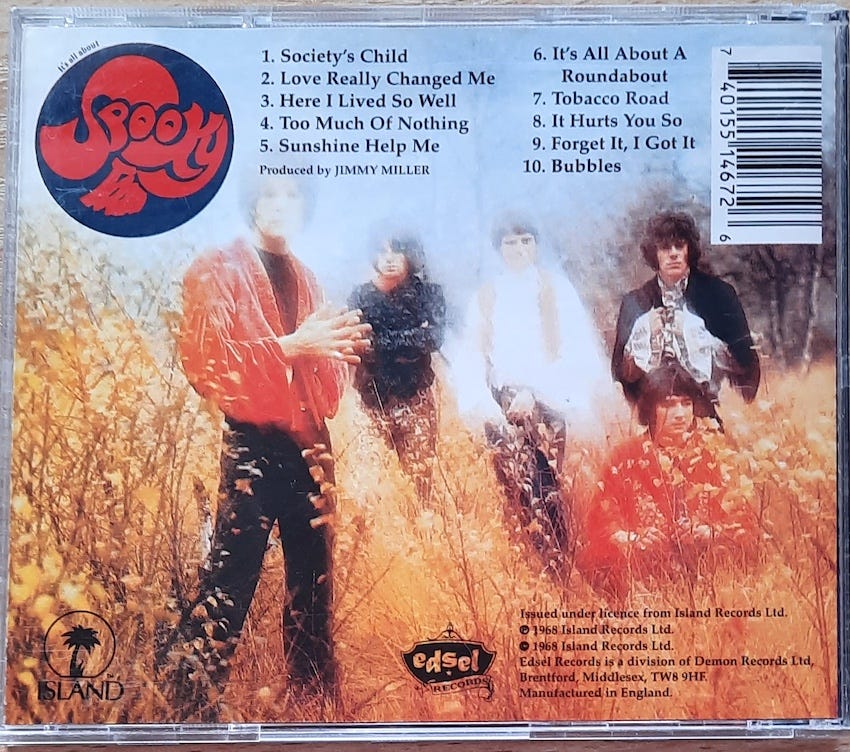 It's all about
SPOOKY
1. Society's Child
2. Love Really Changed Me
3. Here I Lived So Well
4. Too Much Of Nothing
5. Sunshine Help Me
Produced by JIMMY MILLER
6. It's All About A
Roundabout
7. Tobacco Road
8. It Hurts You So
9. Forget It, I Got It
10. Bubbles
7 40155 14672 6
ISLAND™
edsel
RECORDS
Issued under licence from Island Records Ltd.
℗ 1968 Island Records Ltd.
© 1968 Island Records Ltd.
Edsel Records is a division of Demon Records Ltd,
Brentford, Middlesex, TW8 9HF.
Manufactured in England.